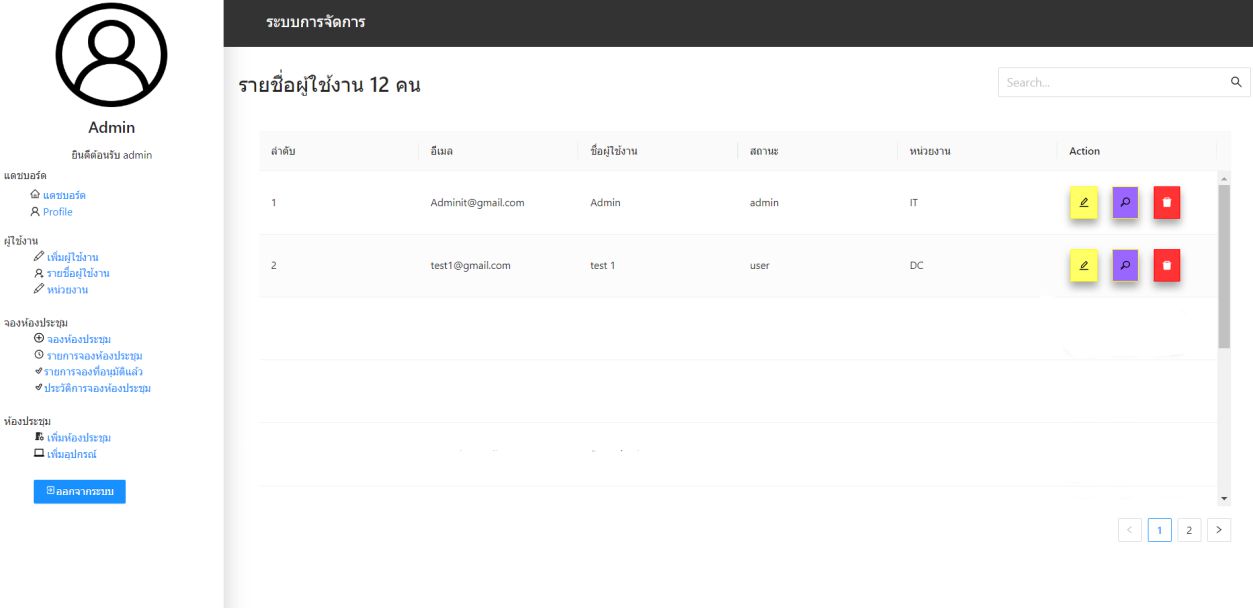 Admin
ยินดีต้อนรับ admin
แดชบอร์ด
แดชบอร์ด
Profile
ผู้ใช้งาน
เพิ่มผู้ใช้งาน
รายชื่อผู้ใช้งาน
หน่วยงาน
จองห้องประชุม
จองห้องประชุม
รายการจองห้องประชุม
รายการจองที่อนุมัติแล้ว
ประวัติการจองห้องประชุม
ห้องประชุม
เพิ่มห้องประชุม
เพิ่มอุปกรณ์
ออกจากระบบ
ระบบการจัดการ
รายชื่อผู้ใช้งาน 12 คน
Search...
ลำดับ อีเมล ชื่อผู้ใช้งาน สถานะ หน่วยงาน Action
1 Adminit@gmail.com Admin admin IT
2 test1@gmail.com test 1 user DC
< 1 2 >